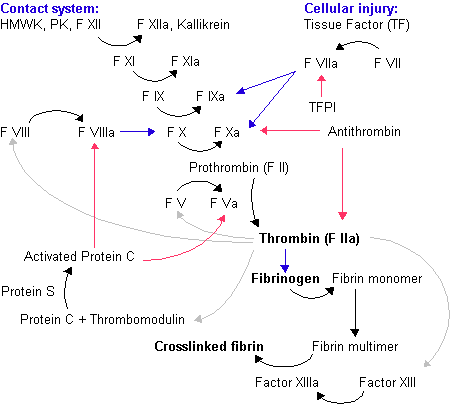 Contact system: Cellular injury:
HMWK, PK, F XII F XIIa, Kallikrein Tissue Factor (TF)
F XI F XIa F VIIa F VII
F IX F IXa
TFPI
F VIII F VIIIa F X F Xa Antithrombin
Prothrombin (F II)
F V F Va
Thrombin (F IIa)
Activated Protein C
Fibrinogen Fibrin monomer
Protein S
Protein C + Thrombomodulin
Crosslinked fibrin Fibrin multimer
Factor XIIIa Factor XIII